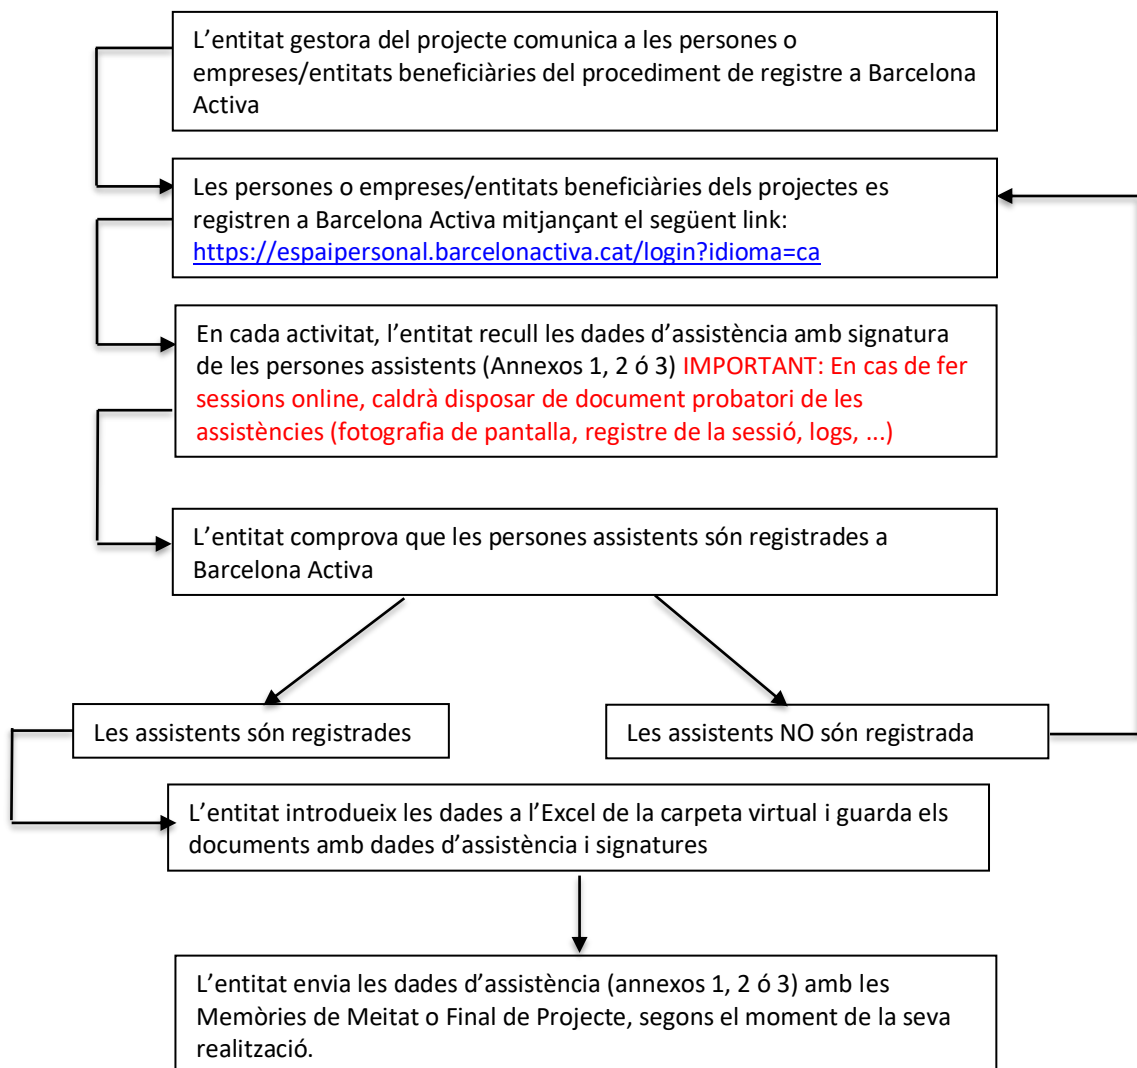 L’entitat gestora del projecte comunica a les persones o
empreses/entitats beneficiàries del procediment de registre a Barcelona
Activa
Les persones o empreses/entitats beneficiàries dels projectes es
registren a Barcelona Activa mitjançant el següent link:
https://espaipersonal.barcelonactiva.cat/login?idioma=ca
En cada activitat, l’entitat recull les dades d’assistència amb signatura
de les persones assistents (Annexos 1, 2 ó 3) IMPORTANT: En cas de fer
sessions online, caldrà disposar de document probatori de les
assistències (fotografia de pantalla, registre de la sessió, logs, ...)
L’entitat comprova que les persones assistents són registrades a
Barcelona Activa
Les assistents són registrades
Les assistents NO són registrada
L’entitat introdueix les dades a l’Excel de la carpeta virtual i guarda els
documents amb dades d’assistència i signatures
L’entitat envia les dades d’assistència (annexos 1, 2 ó 3) amb les
Memòries de Meitat o Final de Projecte, segons el moment de la seva
realització.